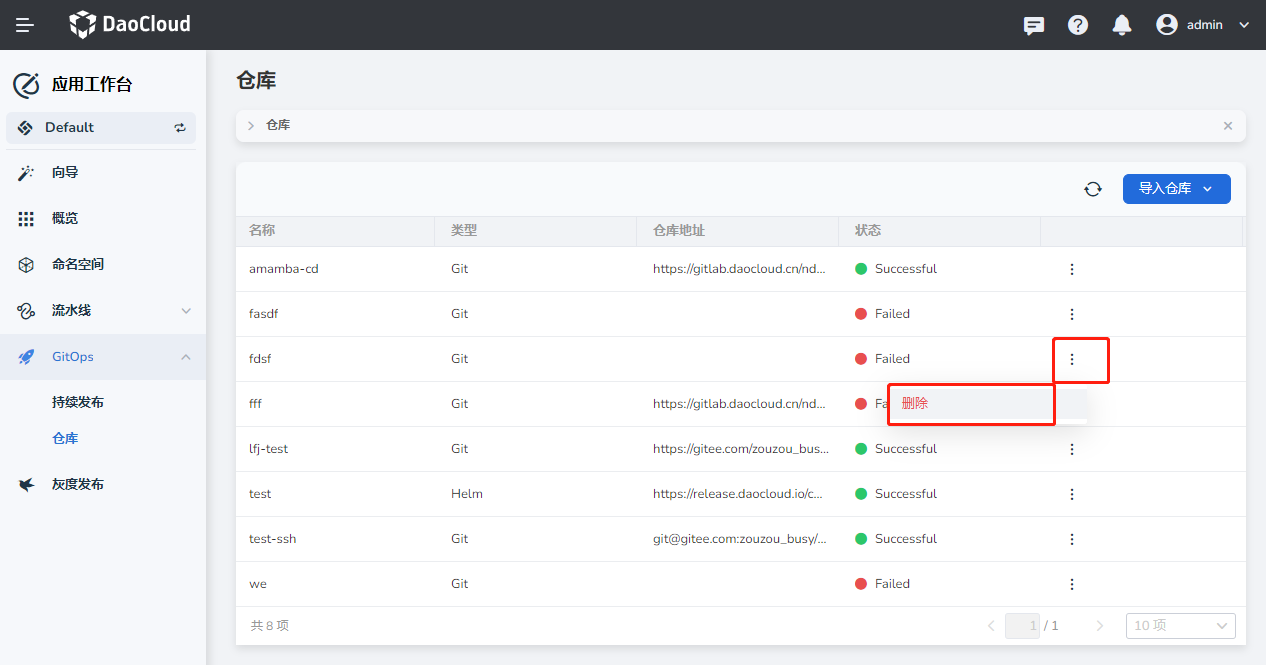 DaoCloud
admin
应用工作台
Default
向导
概览
命名空间
流水线
GitOps
持续发布
仓库
灰度发布
仓库
仓库
导入仓库
名称 类型 仓库地址 状态
amamba-cd Git https://gitlab.daocloud.cn/nd... Successful
fasdf Git Failed
fdsf Git Failed
fff Git https://gitlab.daocloud.cn/nd... Fa
删除
lfj-test Git https://gitee.com/zouzou_bus... Successful
test Helm https://release.daocloud.io/c... Successful
test-ssh Git git@gitee.com:zouzou_busy/... Successful
we Git Failed
共 8 项 1 / 1 10 项